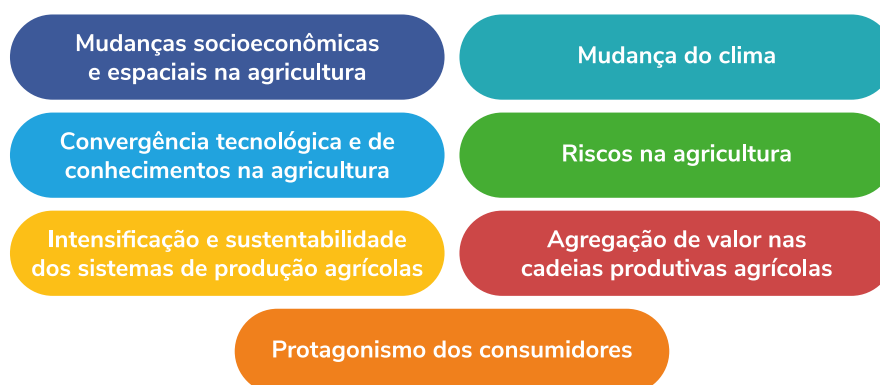 Mudanças socioeconômicas
e espaciais na agricultura
Mudança do clima
Convergência tecnológica e de
conhecimentos na agricultura
Riscos na agricultura
Intensificação e sustentabilidade
dos sistemas de produção agrícolas
Agregação de valor nas
cadeias produtivas agrícolas
Protagonismo dos consumidores